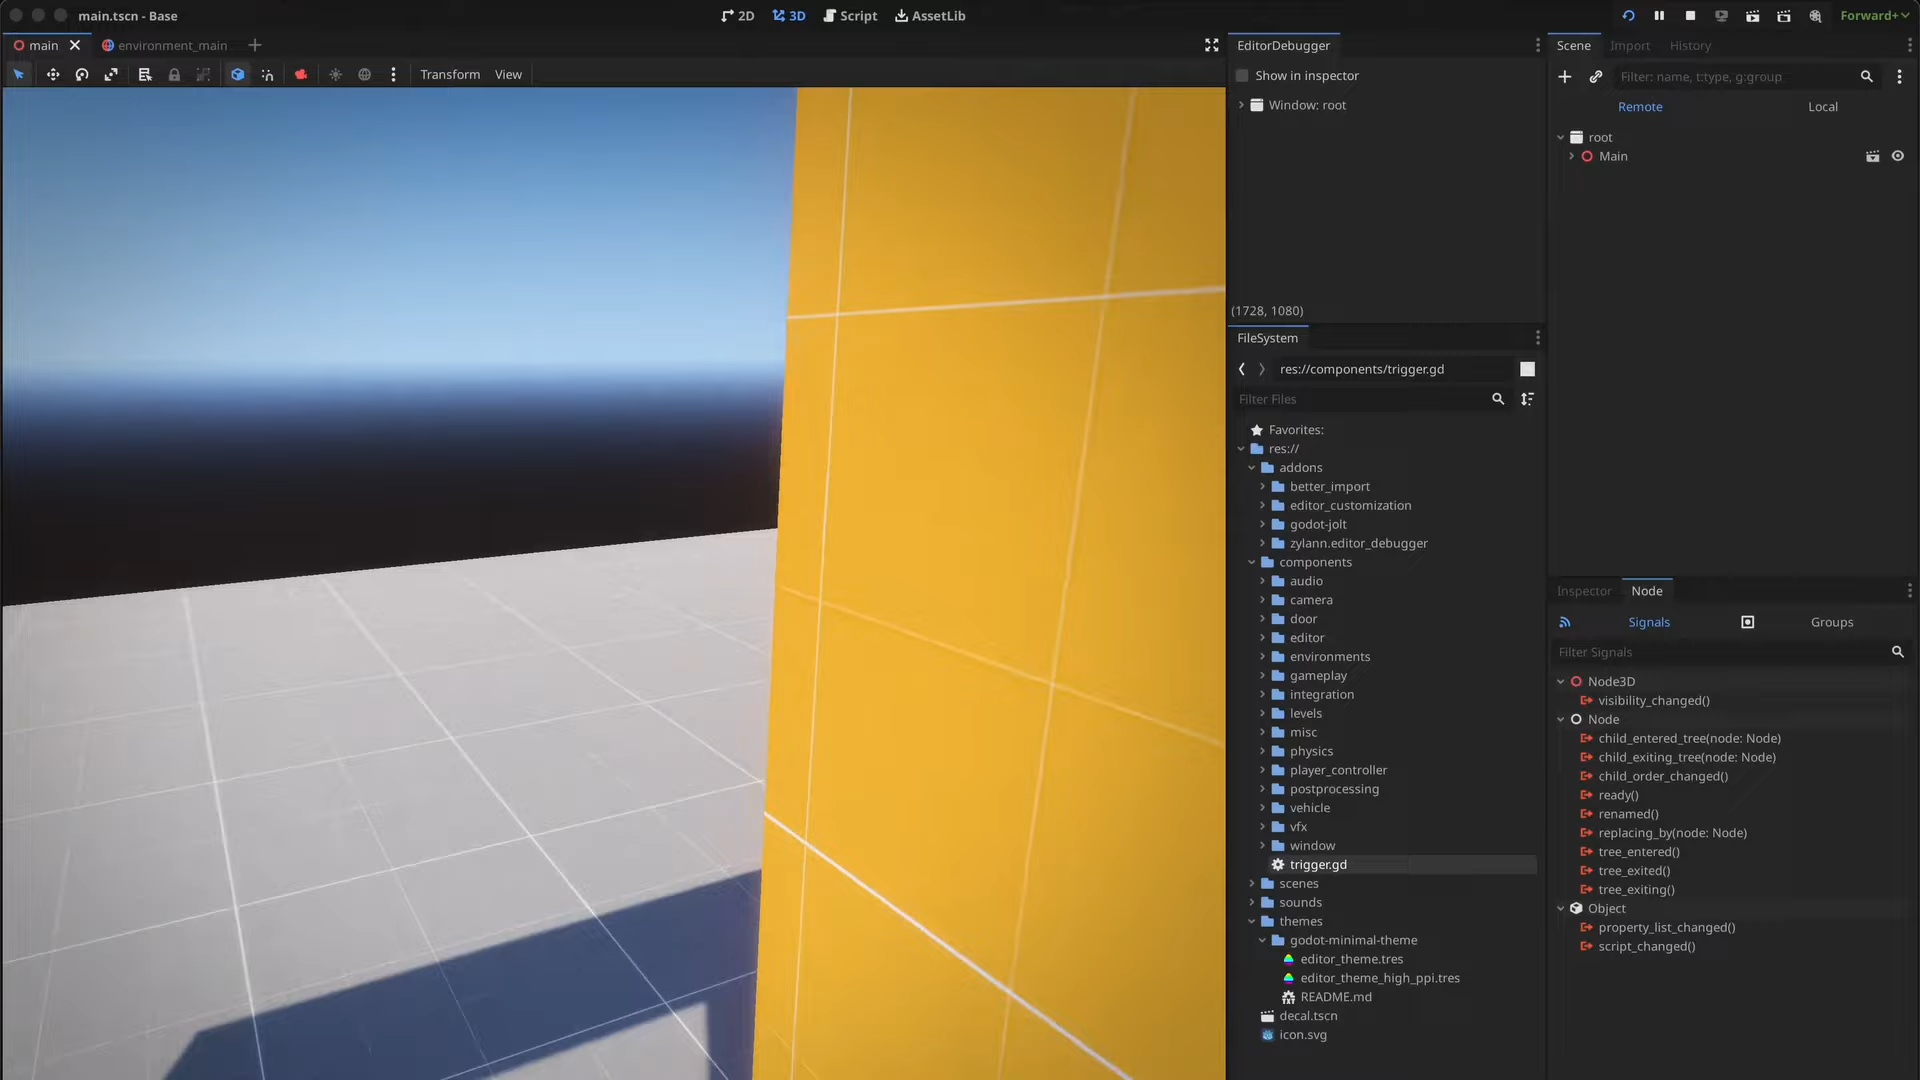 main.tscn - Base
2D
3D
Script
AssetLib
Forward+
main
environment_main
Transform
View
EditorDebugger
Show in inspector
Window: root
(1728, 1080)
FileSystem
res://components/trigger.gd
Filter Files
Favorites:
res://
addons
better_import
editor_customization
godot-jolt
zylann.editor_debugger
components
audio
camera
door
editor
environments
gameplay
integration
levels
misc
physics
player_controller
postprocessing
vehicle
vfx
window
trigger.gd
scenes
sounds
themes
godot-minimal-theme
editor_theme.tres
editor_theme_high_ppi.tres
README.md
decal.tscn
icon.svg
Scene
Import
History
Filter: name, t:type, g:group
Remote
Local
root
Main
Inspector
Node
Signals
Groups
Filter Signals
Node3D
visibility_changed()
Node
child_entered_tree(node: Node)
child_exiting_tree(node: Node)
child_order_changed()
ready()
renamed()
replacing_by(node: Node)
tree_entered()
tree_exited()
tree_exiting()
Object
property_list_changed()
script_changed()